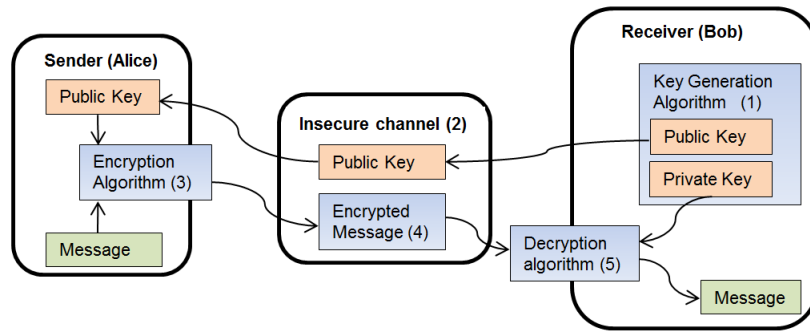 Sender (Alice)
Public Key
Encryption
Algorithm (3)
Message
Insecure channel (2)
Public Key
Encrypted
Message (4)
Receiver (Bob)
Key Generation
Algorithm (1)
Public Key
Private Key
Decryption
algorithm (5)
Message